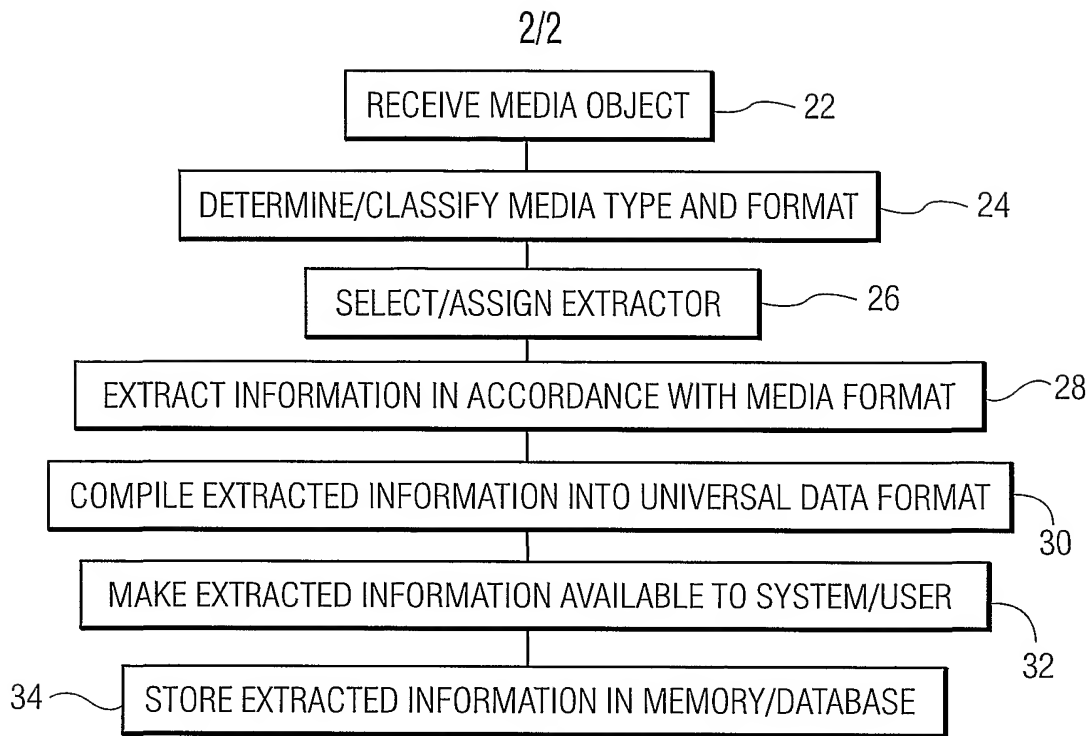 2/2
RECEIVE MEDIA OBJECT
22
DETERMINE/CLASSIFY MEDIA TYPE AND FORMAT
24
SELECT/ASSIGN EXTRACTOR
26
EXTRACT INFORMATION IN ACCORDANCE WITH MEDIA FORMAT
28
COMPILE EXTRACTED INFORMATION INTO UNIVERSAL DATA FORMAT
30
MAKE EXTRACTED INFORMATION AVAILABLE TO SYSTEM/USER
32
34
STORE EXTRACTED INFORMATION IN MEMORY/DATABASE